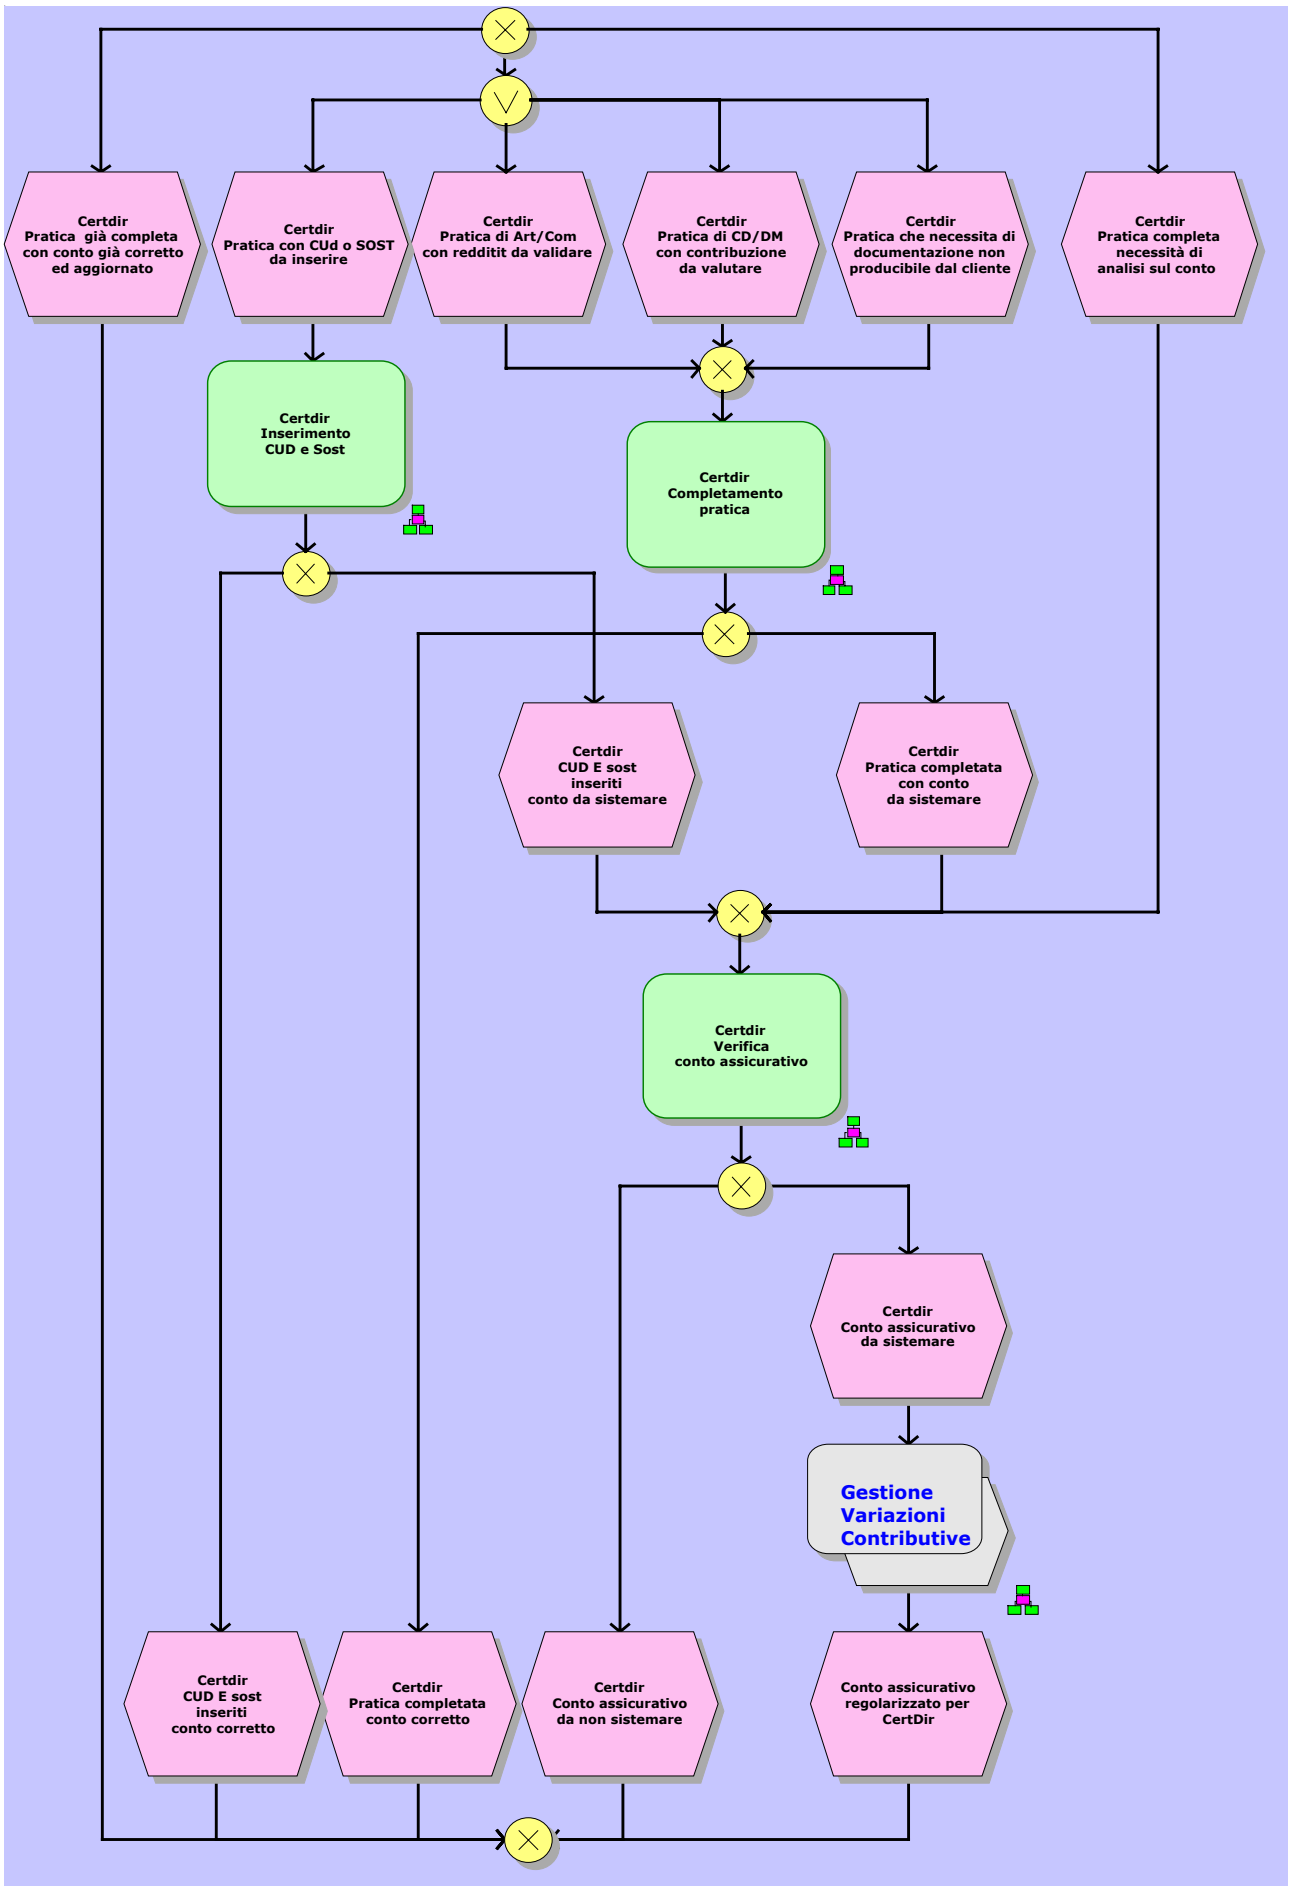 Certdir
Pratica  già completa
con conto già corretto
ed aggiornato
Certdir
Pratica con CUd o SOST
da inserire
Certdir
Pratica di Art/Com
con redditit da validare
Certdir
Pratica di CD/DM
con contribuzione
da valutare
Certdir
Pratica che necessita di
documentazione non
producibile dal cliente
Certdir
Pratica completa
necessità di
analisi sul conto
Certdir
Inserimento
CUD e Sost
Certdir
Completamento
pratica
Certdir
CUD E sost
inseriti
conto da sistemare
Certdir
Pratica completata
con conto
da sistemare
Certdir
Verifica
conto assicurativo
Certdir
Conto assicurativo
da sistemare
Gestione
Variazioni
Contributive
Certdir
CUD E sost
inseriti
conto corretto
Certdir
Pratica completata
conto corretto
Certdir
Conto assicurativo
da non sistemare
Conto assicurativo
regolarizzato per
CertDir